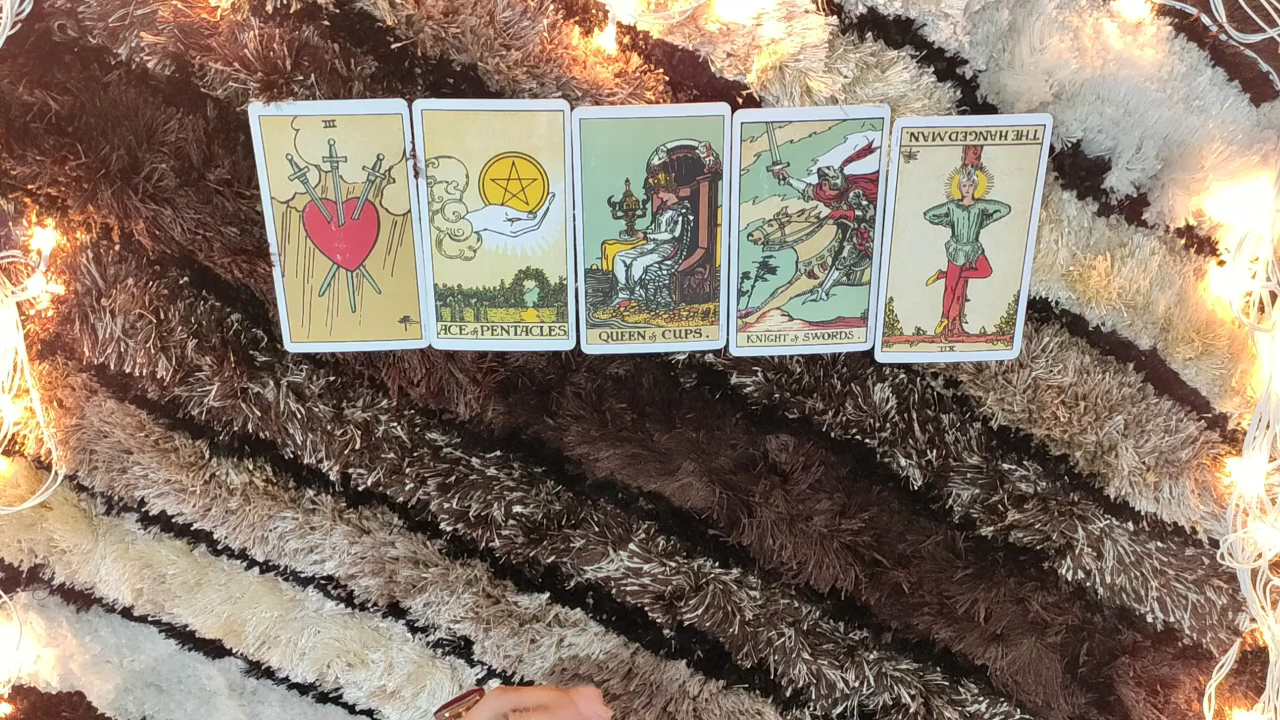 III
ACE of PENTACLES
QUEEN of CUPS.
KNIGHT of SWORDS.
THE HANGED MAN
XII